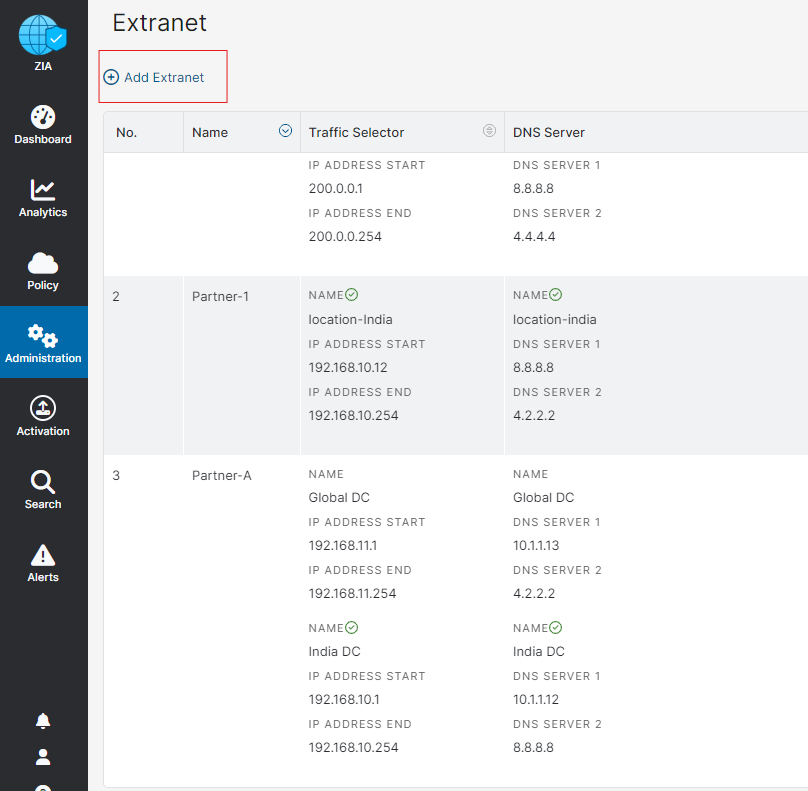 Extranet
ZIA
Add Extranet
Dashboard
Analytics
Policy
Administration
Activation
Search
Alerts
No. Name Traffic Selector DNS Server
IP ADDRESS START DNS SERVER 1
200.0.0.1 8.8.8.8
IP ADDRESS END DNS SERVER 2
200.0.0.254 4.4.4.4
2 Partner-1 NAME NAME
location-India location-india
IP ADDRESS START DNS SERVER 1
192.168.10.12 8.8.8.8
IP ADDRESS END DNS SERVER 2
192.168.10.254 4.2.2.2
3 Partner-A NAME NAME
Global DC Global DC
IP ADDRESS START DNS SERVER 1
192.168.11.1 10.1.1.13
IP ADDRESS END DNS SERVER 2
192.168.11.254 4.2.2.2
NAME NAME
India DC India DC
IP ADDRESS START DNS SERVER 1
192.168.10.1 10.1.1.12
IP ADDRESS END DNS SERVER 2
192.168.10.254 8.8.8.8